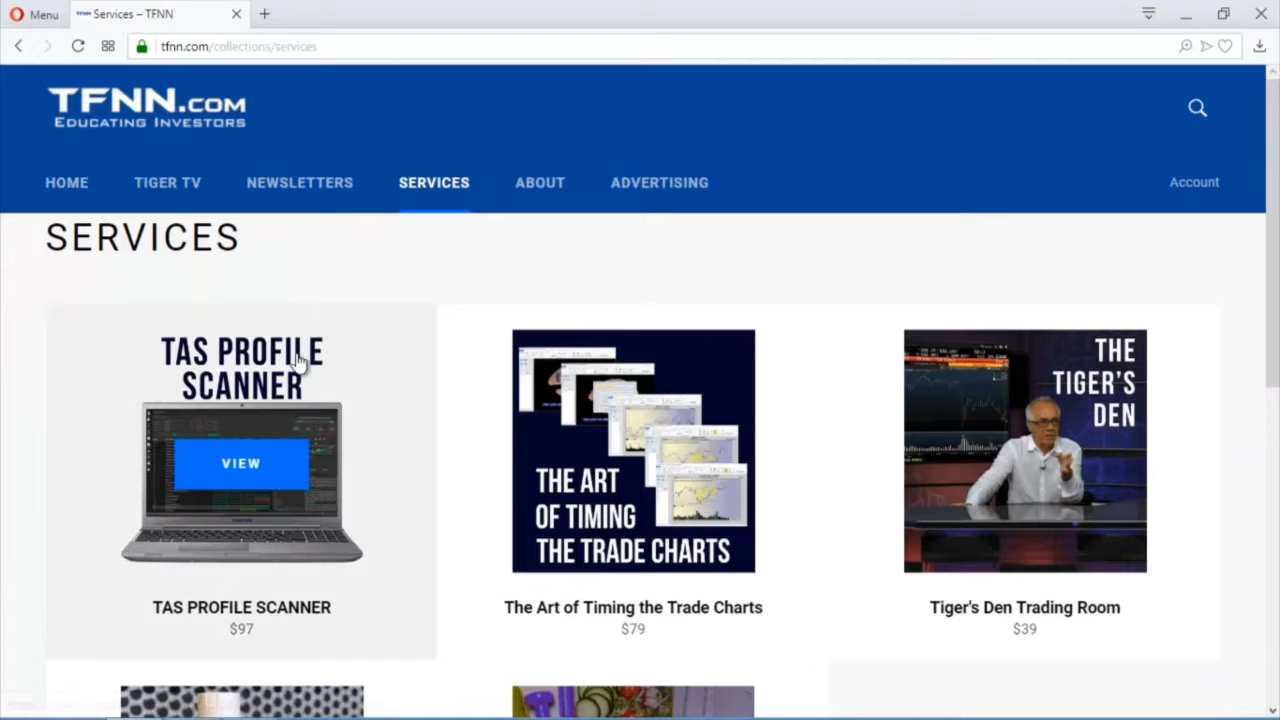 Menu
TFNN Services – TFNN
tfnn.com/collections/services
TFNN.COM
EDUCATING INVESTORS
HOME TIGER TV NEWSLETTERS SERVICES ABOUT ADVERTISING Account
SERVICES
TAS PROFILE
SCANNER
VIEW
TAS PROFILE SCANNER
$97
THE ART
OF TIMING
THE TRADE CHARTS
The Art of Timing the Trade Charts
$79
THE
TIGER'S
DEN
Tiger's Den Trading Room
$39